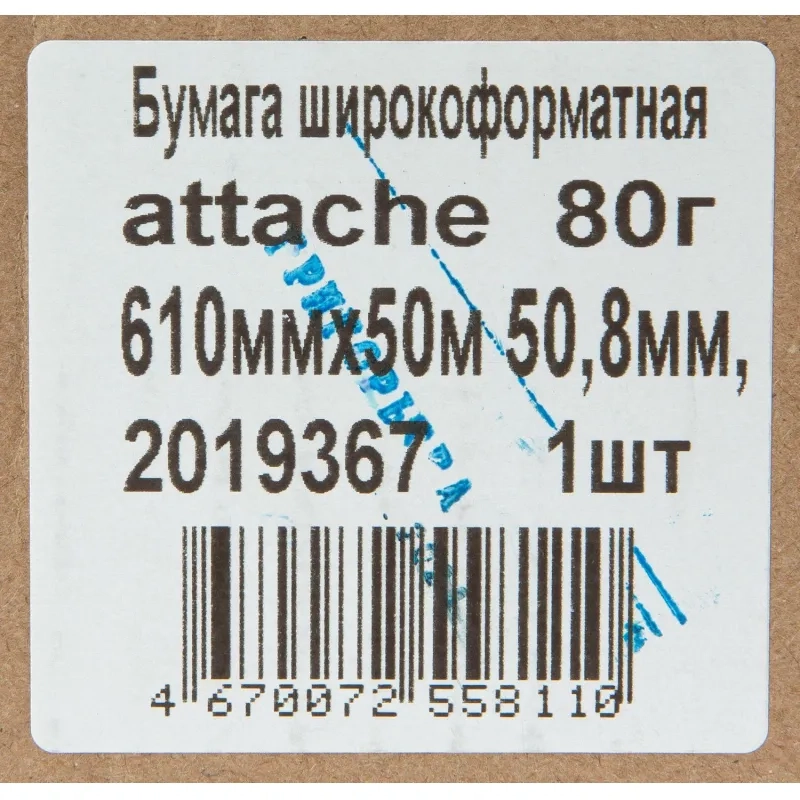 Бумага широкоформатная
attache 80г
610ммх50м 50,8мм,
2019367 1шт
4 670072 558110